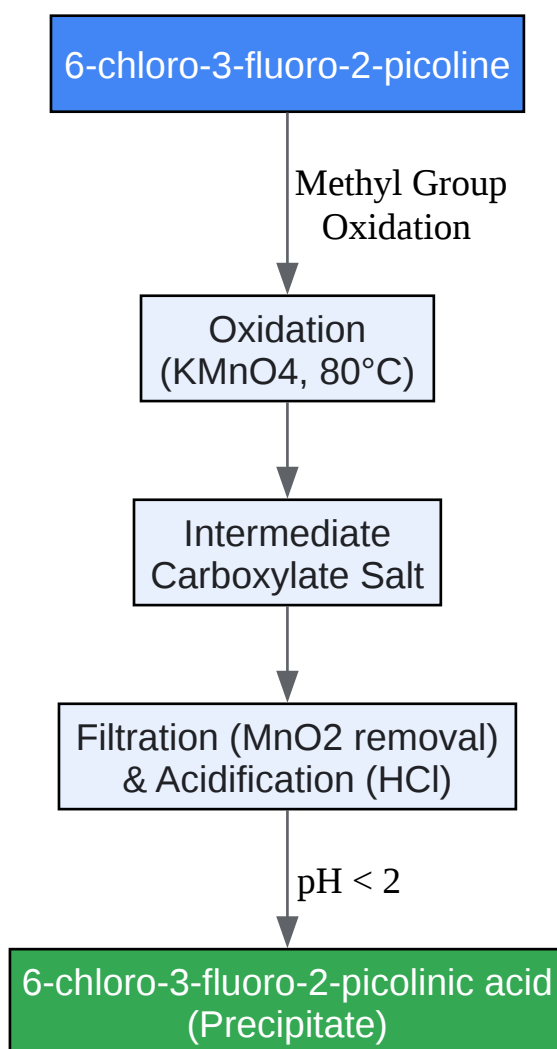 6-chloro-3-fluoro-2-picoline
Methyl Group
Oxidation
Oxidation
(KMnO4, 80°C)
Intermediate
Carboxylate Salt
Filtration (MnO2 removal)
& Acidification (HCl)
pH < 2
6-chloro-3-fluoro-2-picolinic acid
(Precipitate)